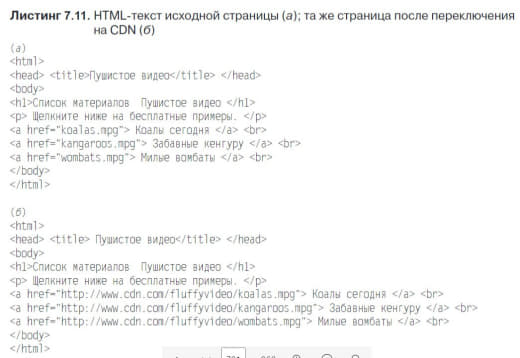 Листинг 7.11. HTML-текст исходной страницы (а); та же страница после переключения
на CDN (б)
(а)
<html>
<head> <title>Пушистое видео</title> </head>
<body>
<h1>Список материалов Пушистое видео </h1>
<p> Щелкните ниже на бесплатные примеры. </p>
<a href="koalas.mpg"> Коалы сегодня </a> <br>
<a href="kangaroos.mpg"> Забавные кенгуру </a> <br>
<a href="wombats.mpg"> Милые вомбаты </a> <br>
</body>
</html>
(б)
<html>
<head> <title> Пушистое видео</title> </head>
<body>
<h1>Список материалов Пушистое видео </h1>
<p> Щелкните ниже на бесплатные примеры. </p>
<a href="http://www.cdn.com/fluffyvideo/koalas.mpg"> Коалы сегодня </a> <br>
<a href="http://www.cdn.com/fluffyvideo/kangaroos.mpg"> Забавные кенгуру </a> <br>
<a href="http://www.cdn.com/fluffyvideo/wombats.mpg"> Милые вомбаты </a> <br>
</body>
</html>